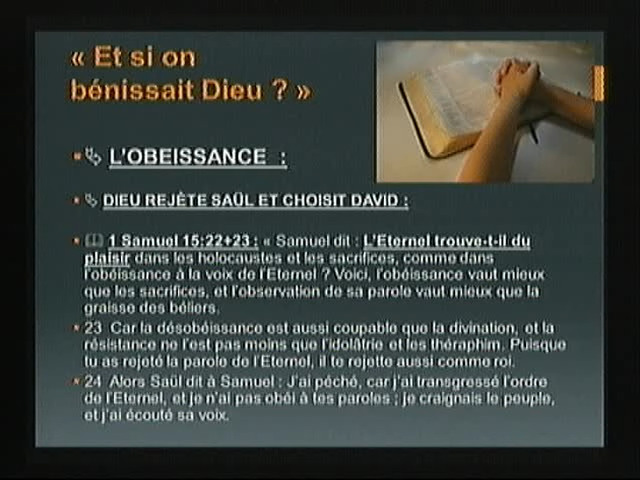 « Et si on
bénissait Dieu ? »
L'OBEISSANCE :
DIEU REJÈTE SAÜL ET CHOISIT DAVID :
1 Samuel 15:22+23 : « Samuel dit : L'Eternel trouve-t-il du
plaisir dans les holocaustes et les sacrifices, comme dans
l'obéissance à la voix de l'Eternel ? Voici, l'obéissance vaut mieux
que les sacrifices, et l'observation de sa parole vaut mieux que la
graisse des béliers.
23 Car la désobéissance est aussi coupable que la divination, et la
résistance ne l'est pas moins que l'idolâtrie et les théraphim. Puisque
tu as rejeté la parole de l'Eternel, il te rejette aussi comme roi.
24 Alors Saül dit à Samuel : J'ai péché, car j'ai transgressé l'ordre
de l'Eternel, et je n'ai pas obéi à tes paroles ; je craignais le peuple,
et j'ai écouté sa voix.